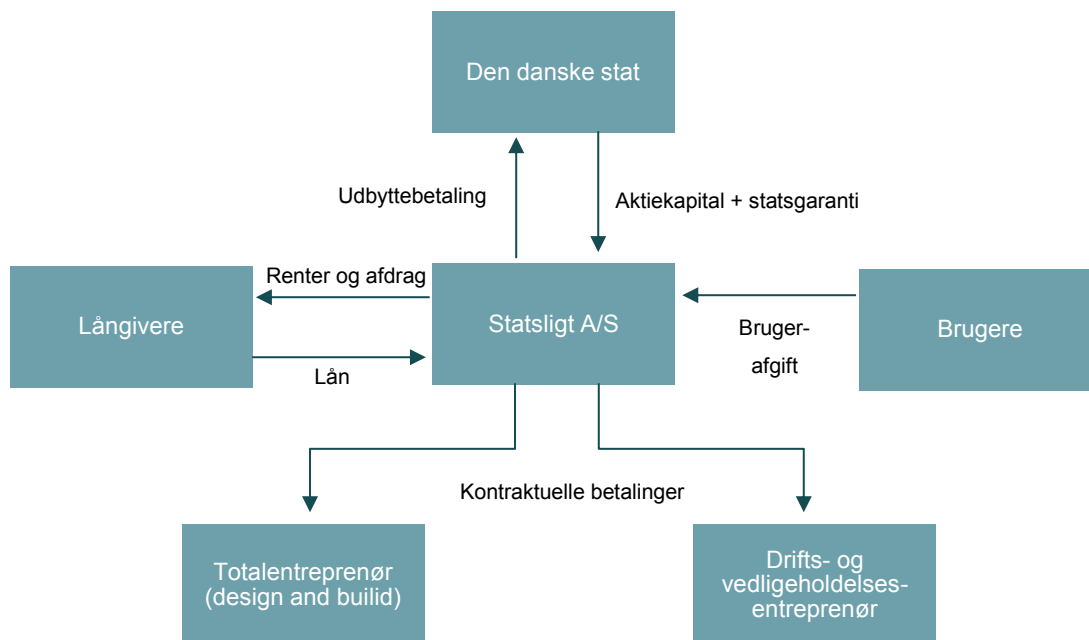 Den danske stat
Udbyttebetaling
Aktiekapital + statsgaranti
Renter og afdrag
Långivere
Lån
Statsligt A/S
Bruger-
afgift
Brugere
Kontraktuelle betalinger
Totalentreprenør
(design and builid)
Drifts- og
vedligeholdelses-
entreprenør